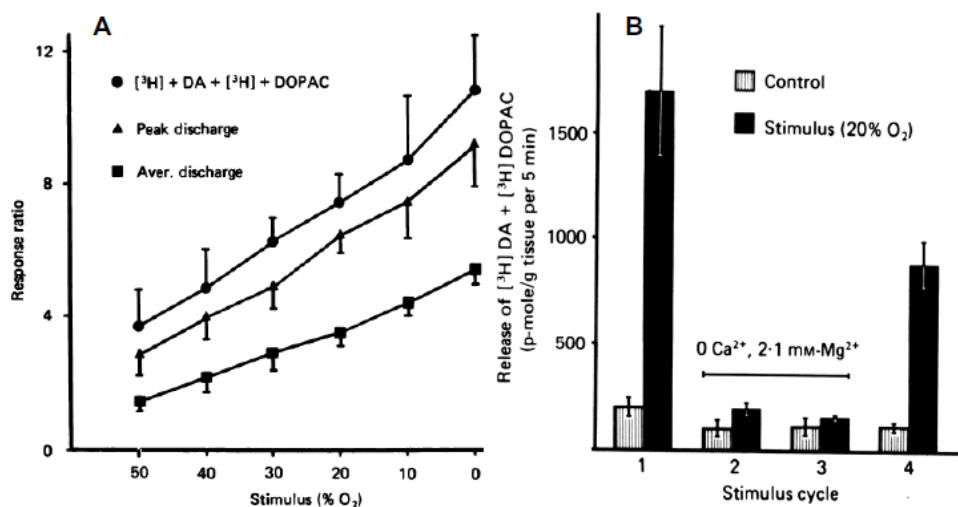 A
12
[³H] + DA + [³H] + DOPAC
Peak discharge
Aver. discharge
8
4
0
Response ratio
50 40 30 20 10 0
Stimulus (% O₂)
B
Control
Stimulus (20% O₂)
1500
1000
500
Release of [³H] DA + [³H] DOPAC
(p-mole/g tissue per 5 min)
0 Ca²⁺, 2·1 mM-Mg²⁺
1 2 3 4
Stimulus cycle